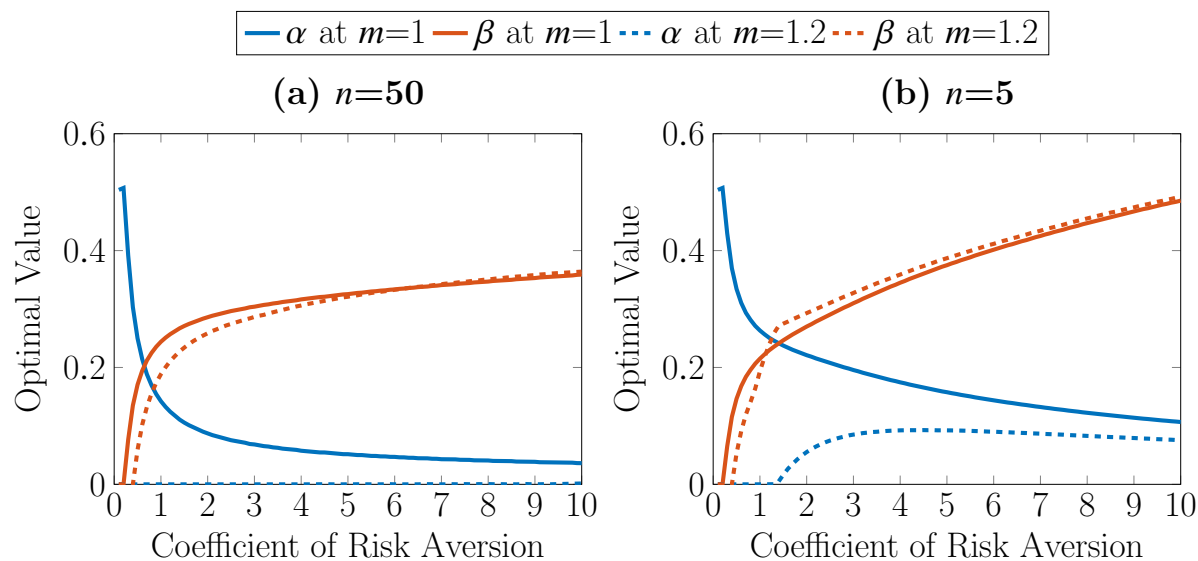 α at m=1 β at m=1 α at m=1.2 β at m=1.2
(a) n=50
(b) n=5
Optimal Value
0.6
0.4
0.2
0
0 1 2 3 4 5 6 7 8 9 10
Coefficient of Risk Aversion
Optimal Value
0.6
0.4
0.2
0
0 1 2 3 4 5 6 7 8 9 10
Coefficient of Risk Aversion